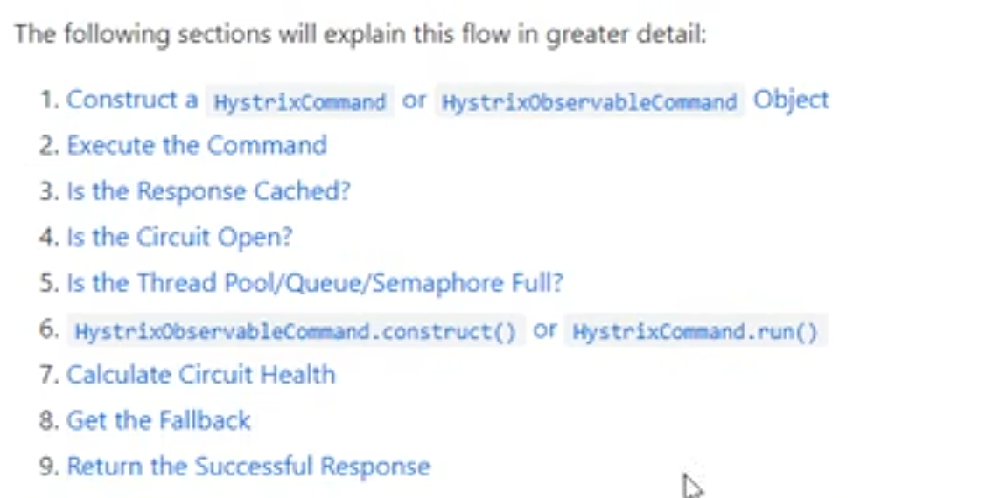 The following sections will explain this flow in greater detail:
1. Construct a HystrixCommand or HystrixObservableCommand Object
2. Execute the Command
3. Is the Response Cached?
4. Is the Circuit Open?
5. Is the Thread Pool/Queue/Semaphore Full?
6. HystrixObservableCommand.construct() or HystrixCommand.run()
7. Calculate Circuit Health
8. Get the Fallback
9. Return the Successful Response